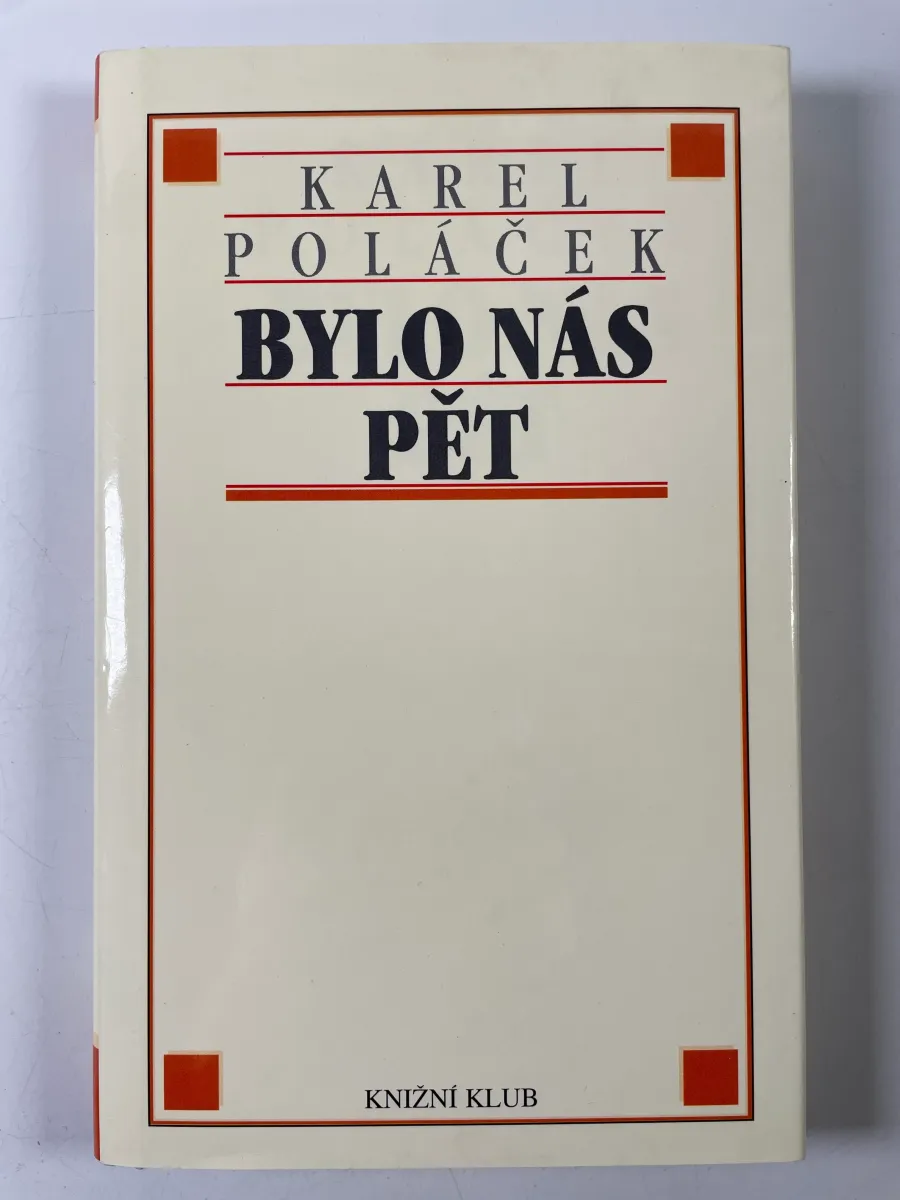 KAREL
POLÁČEK
BYLO NÁS
PĚT
KNIŽNÍ KLUB